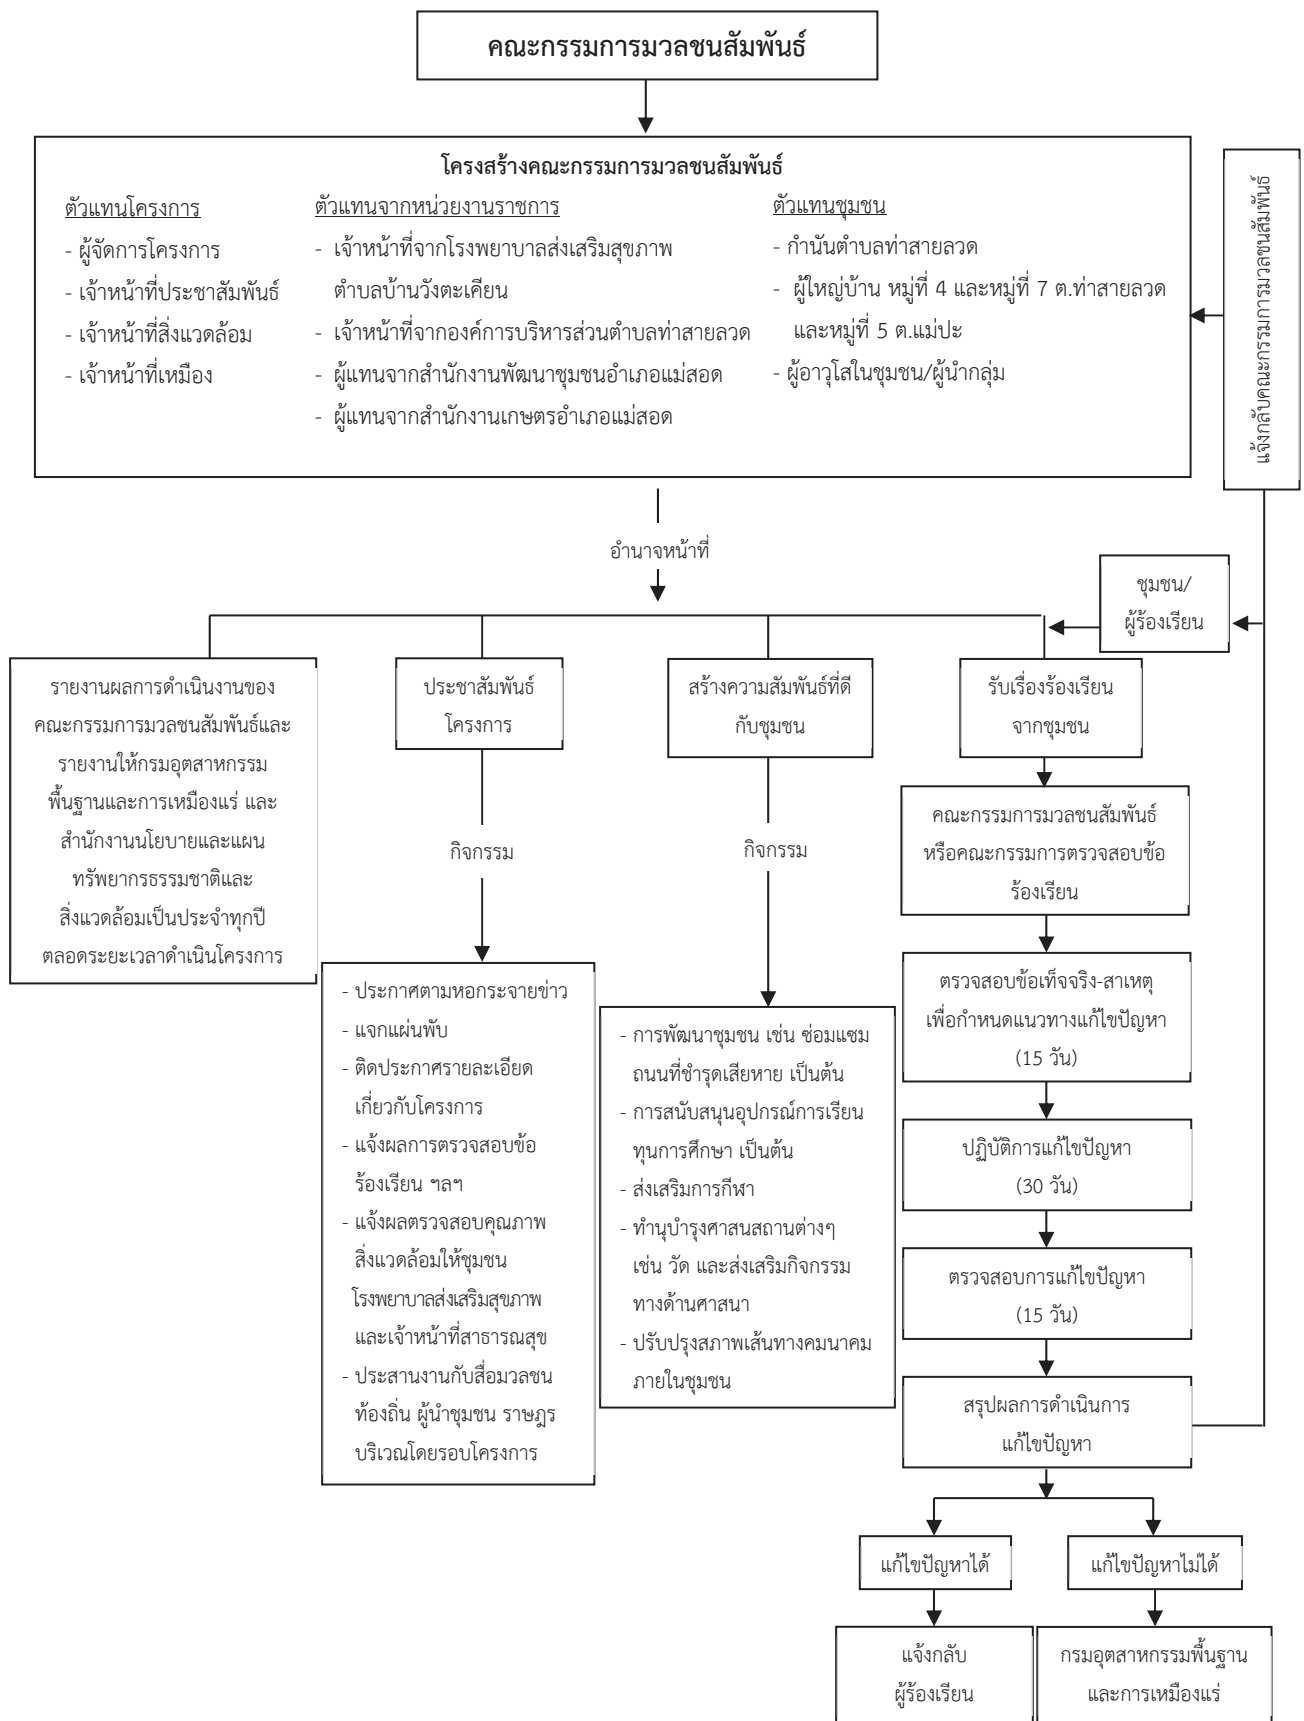 คณะกรรมการมวลชนสัมพันธ์
โครงสร้างคณะกรรมการมวลชนสัมพันธ์
ตัวแทนโครงการ
- ผู้จัดการโครงการ
- เจ้าหน้าที่ประชาสัมพันธ์
- เจ้าหน้าที่สิ่งแวดล้อม
- เจ้าหน้าที่เหมือง
ตัวแทนจากหน่วยงานราชการ
- เจ้าหน้าที่จากโรงพยาบาลส่งเสริมสุขภาพ
ตำบลบ้านวังตะเคียน
- เจ้าหน้าที่จากองค์การบริหารส่วนตำบลท่าสายลวด
- ผู้แทนจากสำนักงานพัฒนาชุมชนอำเภอแม่สอด
- ผู้แทนจากสำนักงานเกษตรอำเภอแม่สอด
ตัวแทนชุมชน
- กำนันตำบลท่าสายลวด
- ผู้ใหญ่บ้าน หมู่ที่ 4 และหมู่ที่ 7 ต.ท่าสายลวด
และหมู่ที่ 5 ต.แม่ปะ
- ผู้อาวุโสในชุมชน/ผู้นำกลุ่ม
แจ้งกลับคณะกรรมการมวลชนสัมพันธ์
อำนาจหน้าที่
ชุมชน/
ผู้ร้องเรียน
รายงานผลการดำเนินงานของ
คณะกรรมการมวลชนสัมพันธ์และ
รายงานให้กรมอุตสาหกรรม
พื้นฐานและการเหมืองแร่ และ
สำนักงานนโยบายและแผน
ทรัพยากรธรรมชาติและ
สิ่งแวดล้อมเป็นประจำทุกปี
ตลอดระยะเวลาดำเนินโครงการ
ประชาสัมพันธ์
โครงการ
กิจกรรม
- ประกาศตามหอกระจายข่าว
- แจกแผ่นพับ
- ติดประกาศรายละเอียด
เกี่ยวกับโครงการ
- แจ้งผลการตรวจสอบข้อ
ร้องเรียน ฯลฯ
- แจ้งผลตรวจสอบคุณภาพ
สิ่งแวดล้อมให้ชุมชน
โรงพยาบาลส่งเสริมสุขภาพ
และเจ้าหน้าที่สาธารณสุข
- ประสานงานกับสื่อมวลชน
ท้องถิ่น ผู้นำชุมชน ราษฎร
บริเวณโดยรอบโครงการ
สร้างความสัมพันธ์ที่ดี
กับชุมชน
กิจกรรม
- การพัฒนาชุมชน เช่น ซ่อมแซม
ถนนที่ชำรุดเสียหาย เป็นต้น
- การสนับสนุนอุปกรณ์การเรียน
ทุนการศึกษา เป็นต้น
- ส่งเสริมการกีฬา
- ทำนุบำรุงศาสนสถานต่างๆ
เช่น วัด และส่งเสริมกิจกรรม
ทางด้านศาสนา
- ปรับปรุงสภาพเส้นทางคมนาคม
ภายในชุมชน
รับเรื่องร้องเรียน
จากชุมชน
คณะกรรมการมวลชนสัมพันธ์
หรือคณะกรรมการตรวจสอบข้อ
ร้องเรียน
ตรวจสอบข้อเท็จจริง-สาเหตุ
เพื่อกำหนดแนวทางแก้ไขปัญหา
(15 วัน)
ปฏิบัติการแก้ไขปัญหา
(30 วัน)
ตรวจสอบการแก้ไขปัญหา
(15 วัน)
สรุปผลการดำเนินการ
แก้ไขปัญหา
แก้ไขปัญหาได้
แก้ไขปัญหาไม่ได้
แจ้งกลับ
ผู้ร้องเรียน
กรมอุตสาหกรรมพื้นฐาน
และการเหมืองแร่